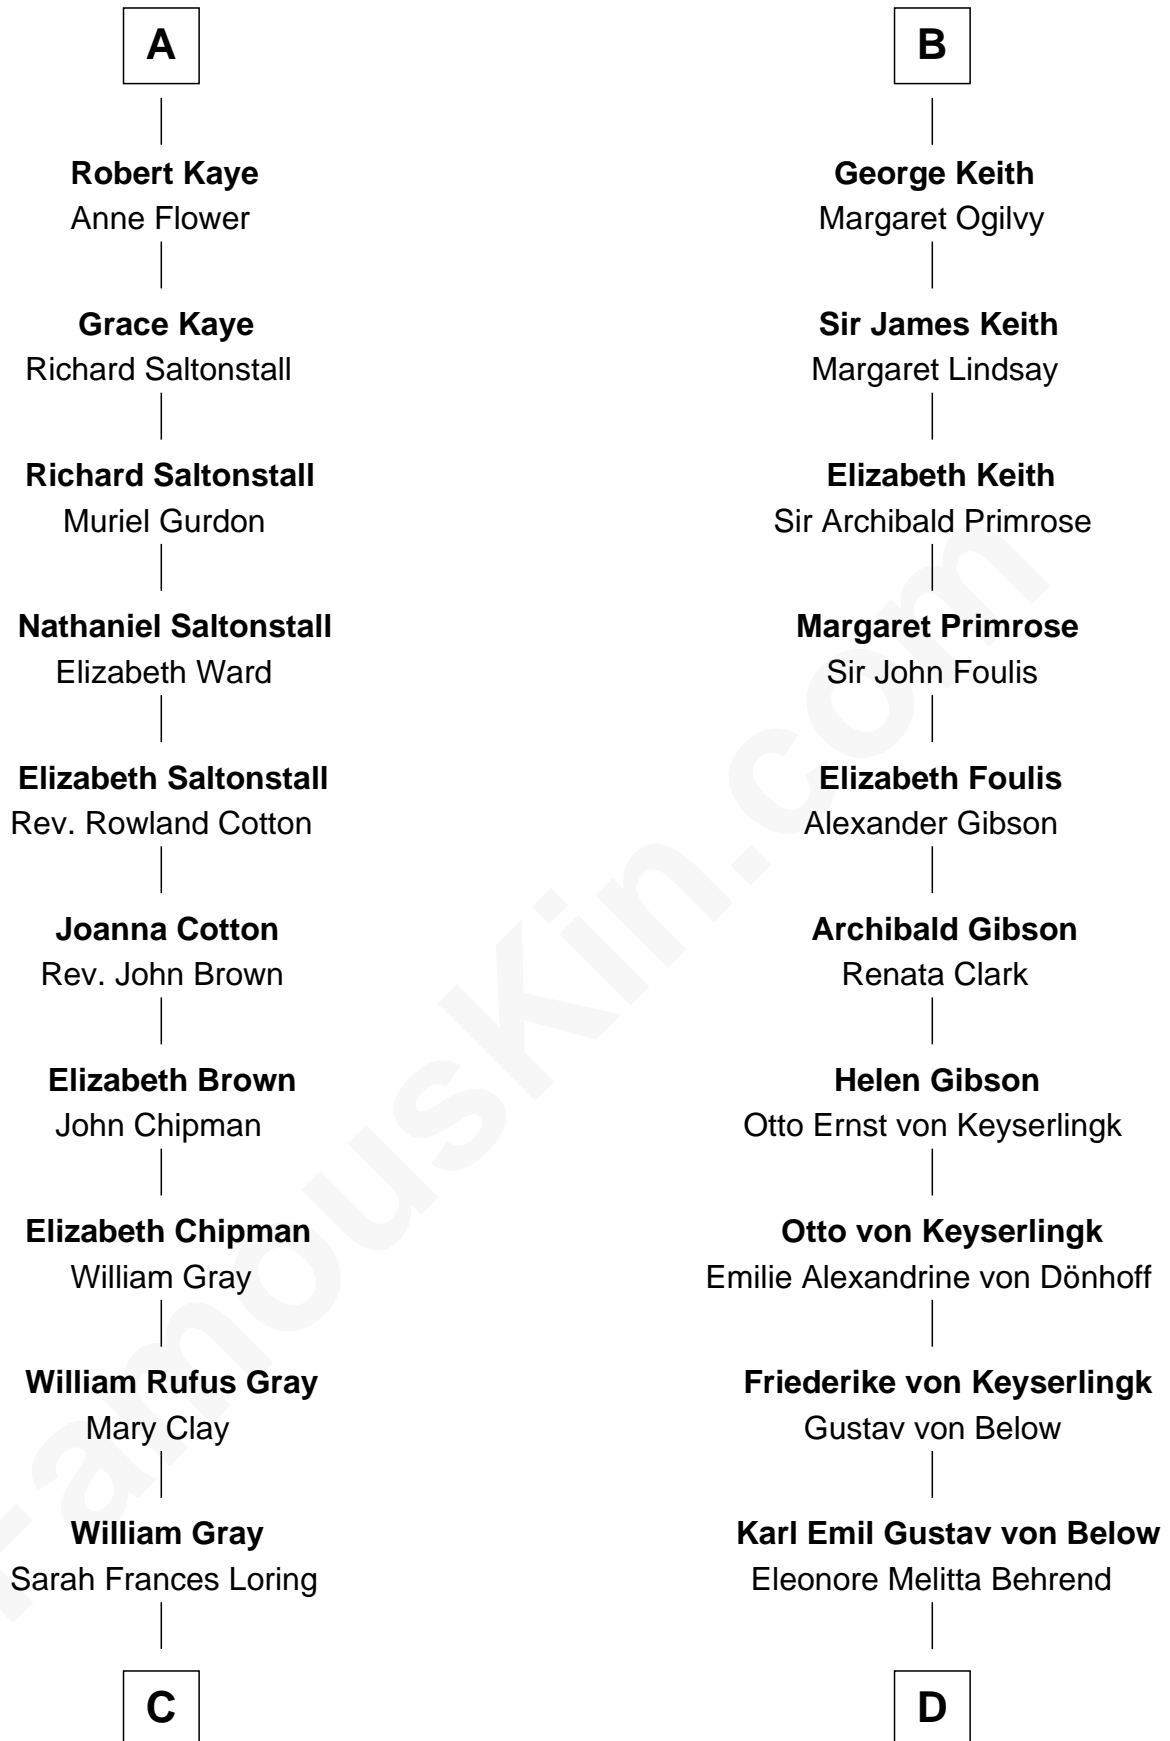 A
Robert Kaye
Anne Flower
Grace Kaye
Richard Saltonstall
Richard Saltonstall
Muriel Gurdon
Nathaniel Saltonstall
Elizabeth Ward
Elizabeth Saltonstall
Rev. Rowland Cotton
Joanna Cotton
Rev. John Brown
Elizabeth Brown
John Chipman
Elizabeth Chipman
William Gray
William Rufus Gray
Mary Clay
William Gray
Sarah Frances Loring
C
B
George Keith
Margaret Ogilvy
Sir James Keith
Margaret Lindsay
Elizabeth Keith
Sir Archibald Primrose
Margaret Primrose
Sir John Foulis
Elizabeth Foulis
Alexander Gibson
Archibald Gibson
Renata Clark
Helen Gibson
Otto Ernst von Keyserlingk
Otto von Keyserlingk
Emilie Alexandrine von Dönhoff
Friederike von Keyserlingk
Gustav von Below
Karl Emil Gustav von Below
Eleonore Melitta Behrend
D
FamousKin.com